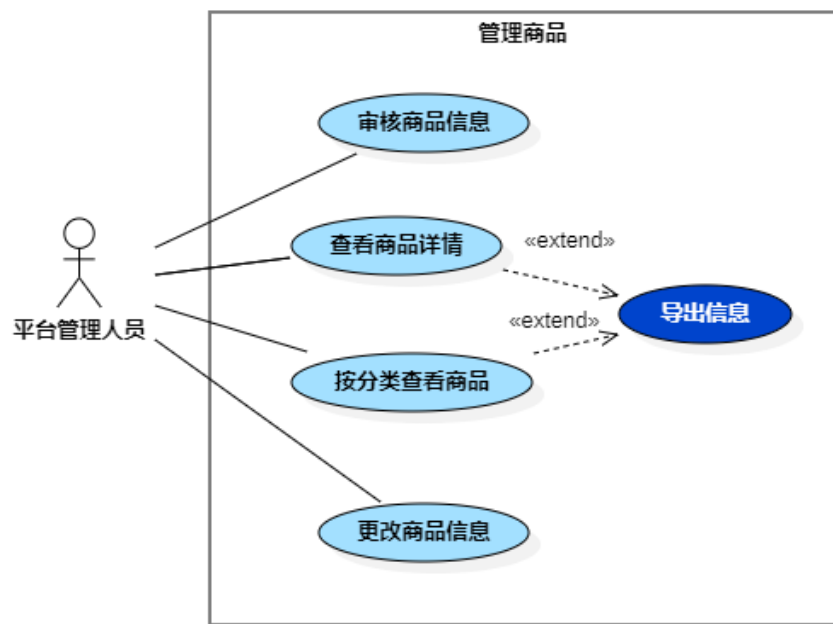 管理商品
审核商品信息
查看商品详情
«extend»
导出信息
«extend»
平台管理人员
按分类查看商品
更改商品信息